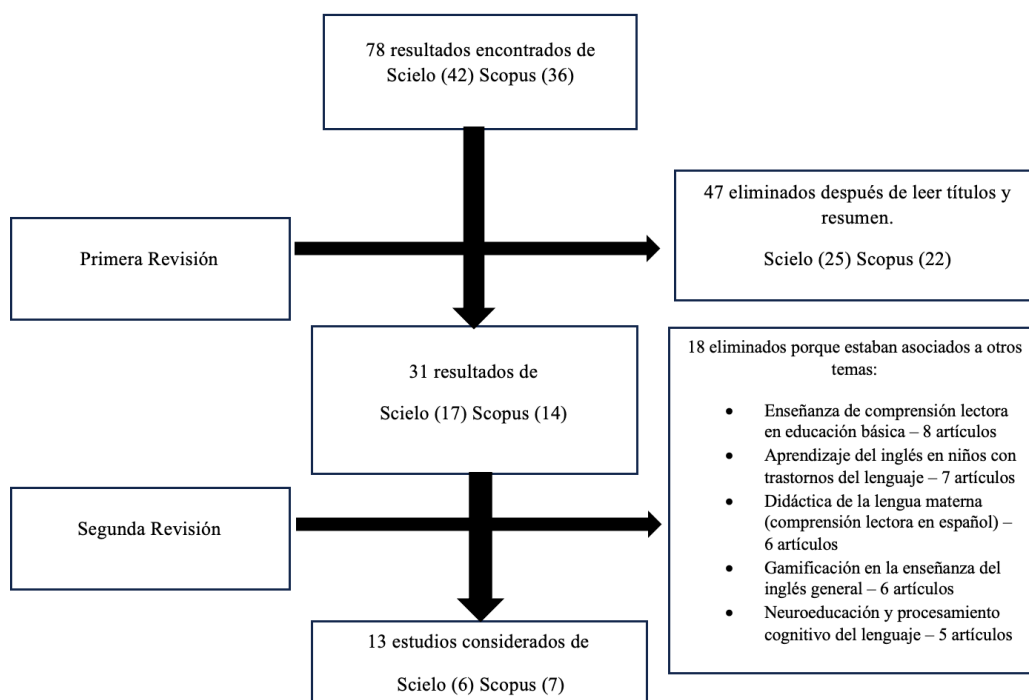 78 resultados encontrados de
Scielo (42) Scopus (36)
47 eliminados después de leer títulos y
resumen.
Scielo (25) Scopus (22)
Primera Revisión
31 resultados de
Scielo (17) Scopus (14)
18 eliminados porque estaban asociados a otros
temas:
• Enseñanza de comprensión lectora
en educación básica – 8 artículos
• Aprendizaje del inglés en niños con
trastornos del lenguaje – 7 artículos
• Didáctica de la lengua materna
(comprensión lectora en español) –
6 artículos
• Gamificación en la enseñanza del
inglés general – 6 artículos
• Neuroeducación y procesamiento
cognitivo del lenguaje – 5 artículos
Segunda Revisión
13 estudios considerados de
Scielo (6) Scopus (7)